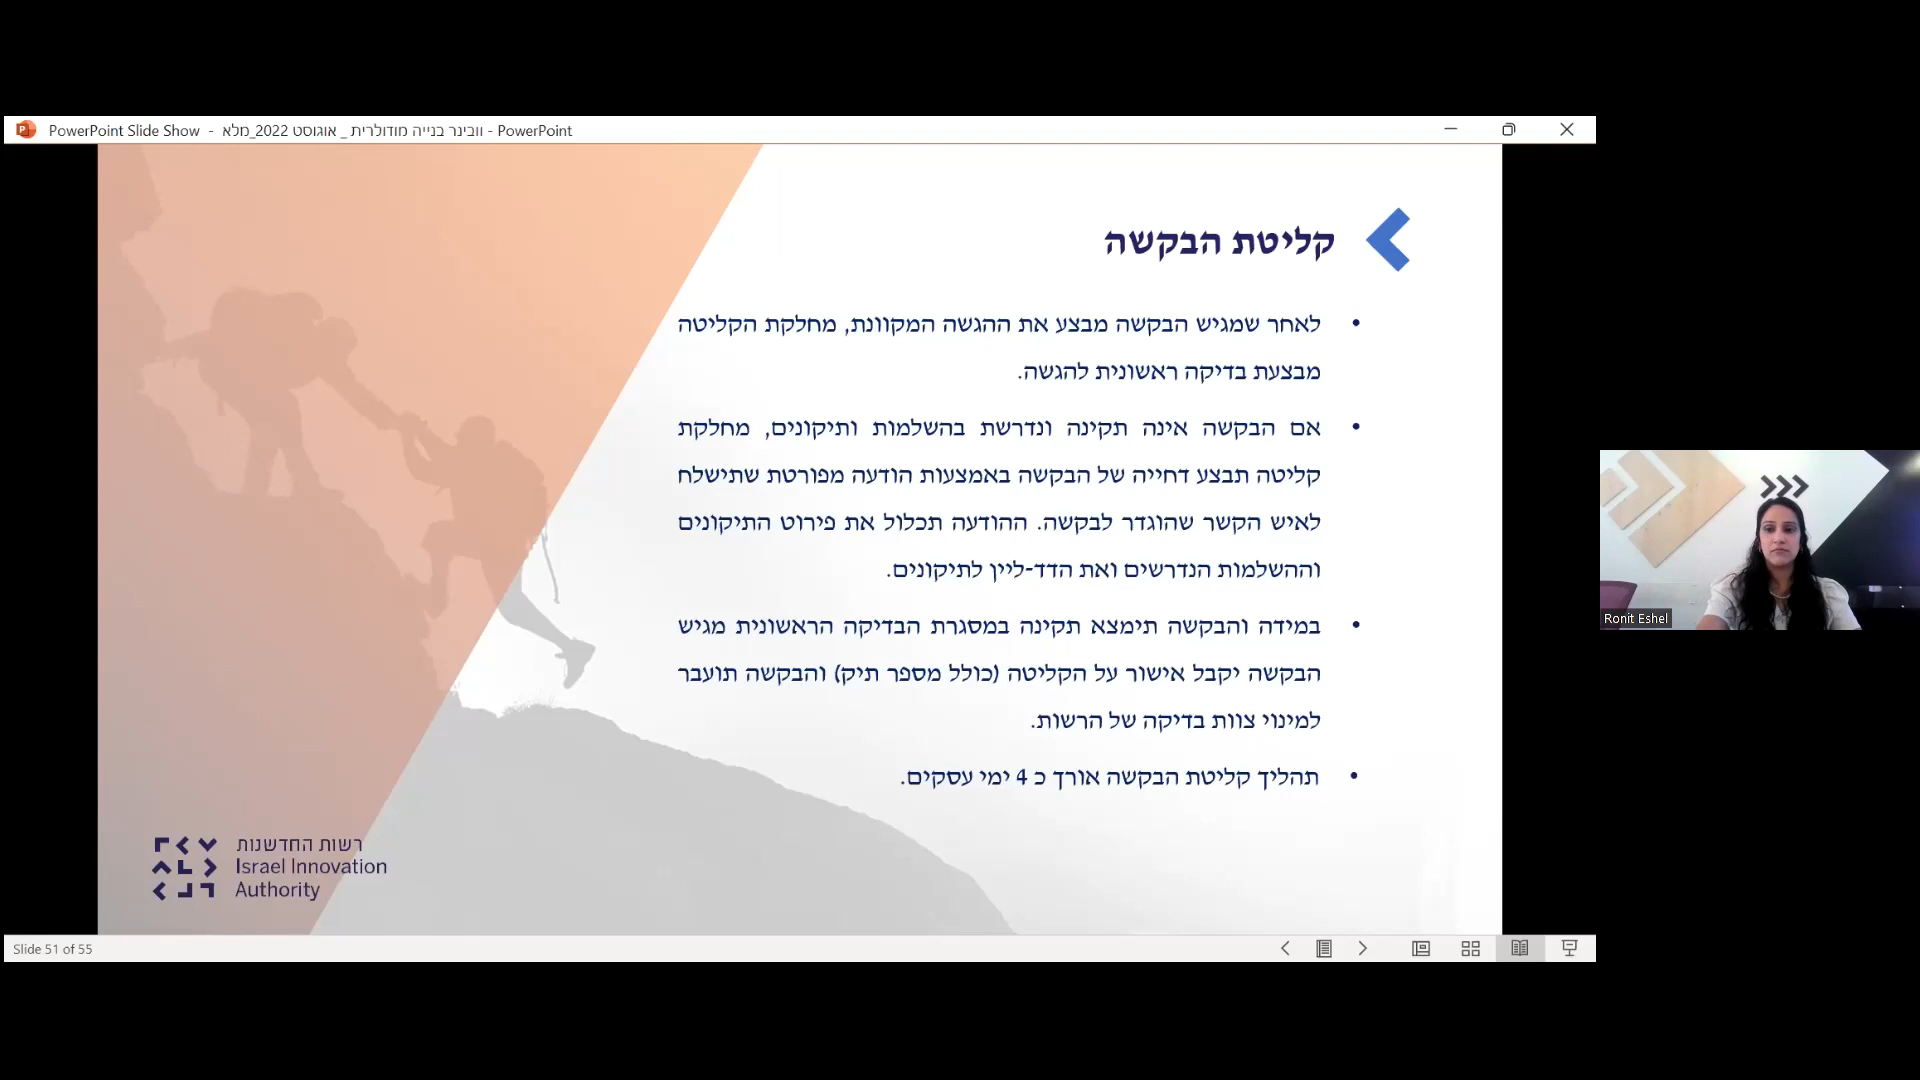 PowerPoint Slide Show - וובינר בנייה מודולרית _ אוגוסט 2022_מלא - PowerPoint
קליטת הבקשה
• לאחר שמגיש הבקשה מבצע את ההגשה המקוונת, מחלקת הקליטה
מבצעת בדיקה ראשונית להגשה.
• אם הבקשה אינה תקינה ונדרשת בהשלמות ותיקונים, מחלקת
קליטה תבצע דחייה של הבקשה באמצעות הודעה מפורטת שתישלח
לאיש הקשר שהוגדר לבקשה. ההודעה תכלול את פירוט התיקונים
וההשלמות הנדרשים ואת הדד-ליין לתיקונים.
• במידה והבקשה תימצא תקינה במסגרת הבדיקה הראשונית מגיש
הבקשה יקבל אישור על הקליטה (כולל מספר תיק) והבקשה תועבר
למינוי צוות בדיקה של הרשות.
• תהליך קליטת הבקשה אורך כ 4 ימי עסקים.
רשות החדשנות
Israel Innovation
Authority
Slide 51 of 55
Ronit Eshel